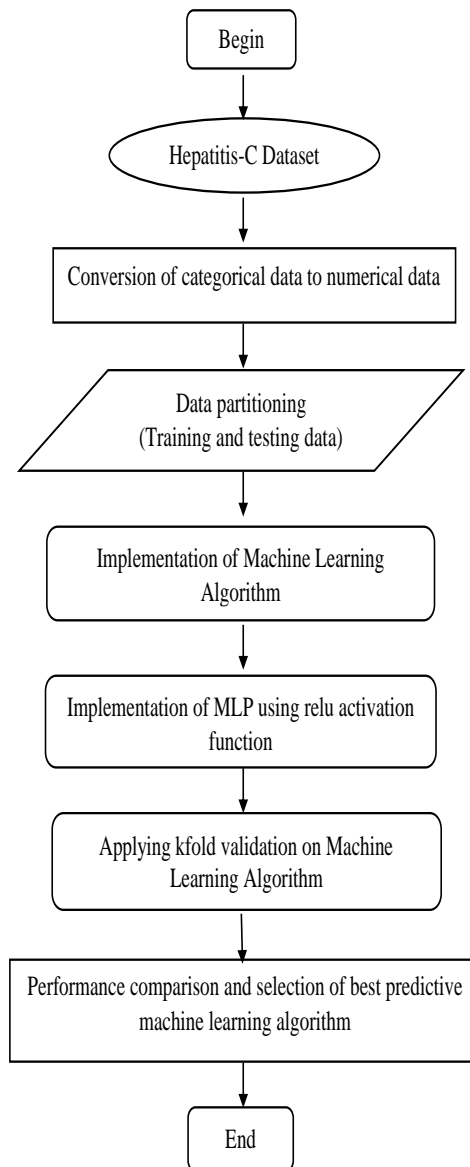 Begin
Hepatitis-C Dataset
Conversion of categorical data to numerical data
Data partitioning
(Training and testing data)
Implementation of Machine Learning
Algorithm
Implementation of MLP using relu activation
function
Applying kfold validation on Machine
Learning Algorithm
Performance comparison and selection of best predictive
machine learning algorithm
End